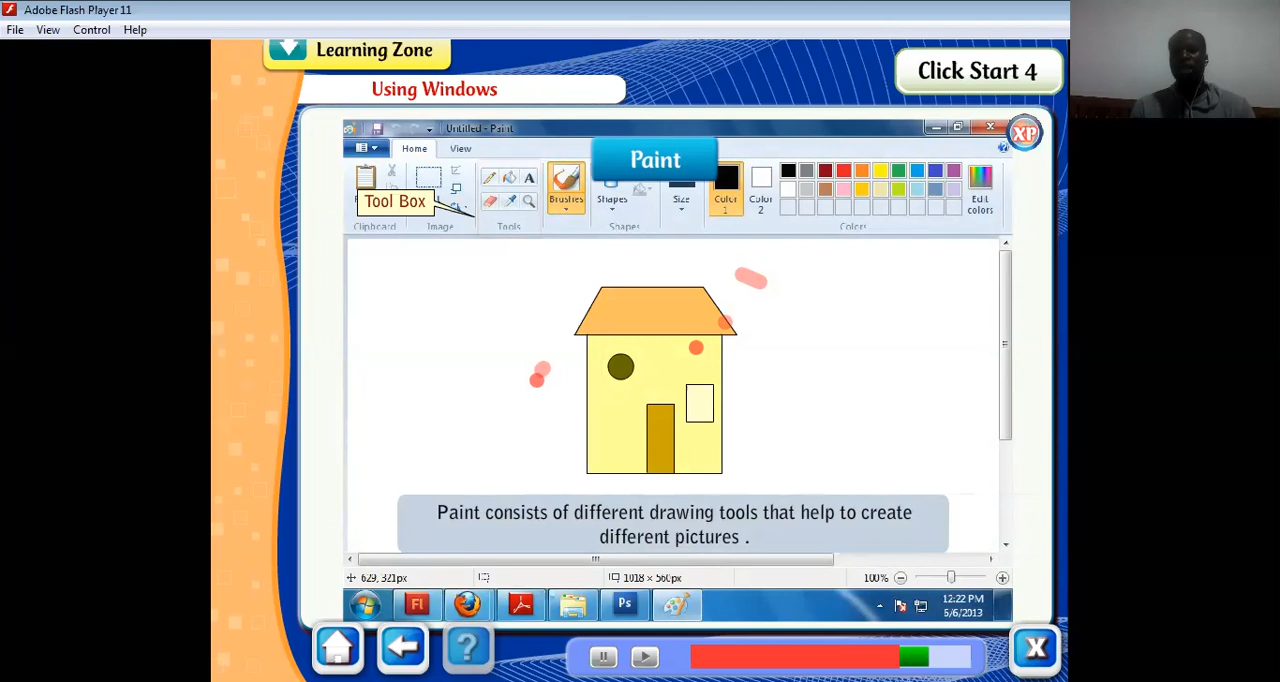 Adobe Flash Player 11
File View Control Help
Learning Zone
Using Windows
Click Start 4
XP
Untitled - Paint
Home View
Paint
Tool Box
Brushes
Shapes
Size
Color 1
Color 2
Edit colors
Clipboard
Image
Tools
Shapes
Colors
A
Paint consists of different drawing tools that help to create
different pictures .
629, 321px
1018 × 560px
100%
Fl
Ps
12:22 PM
5/6/2013
?
X